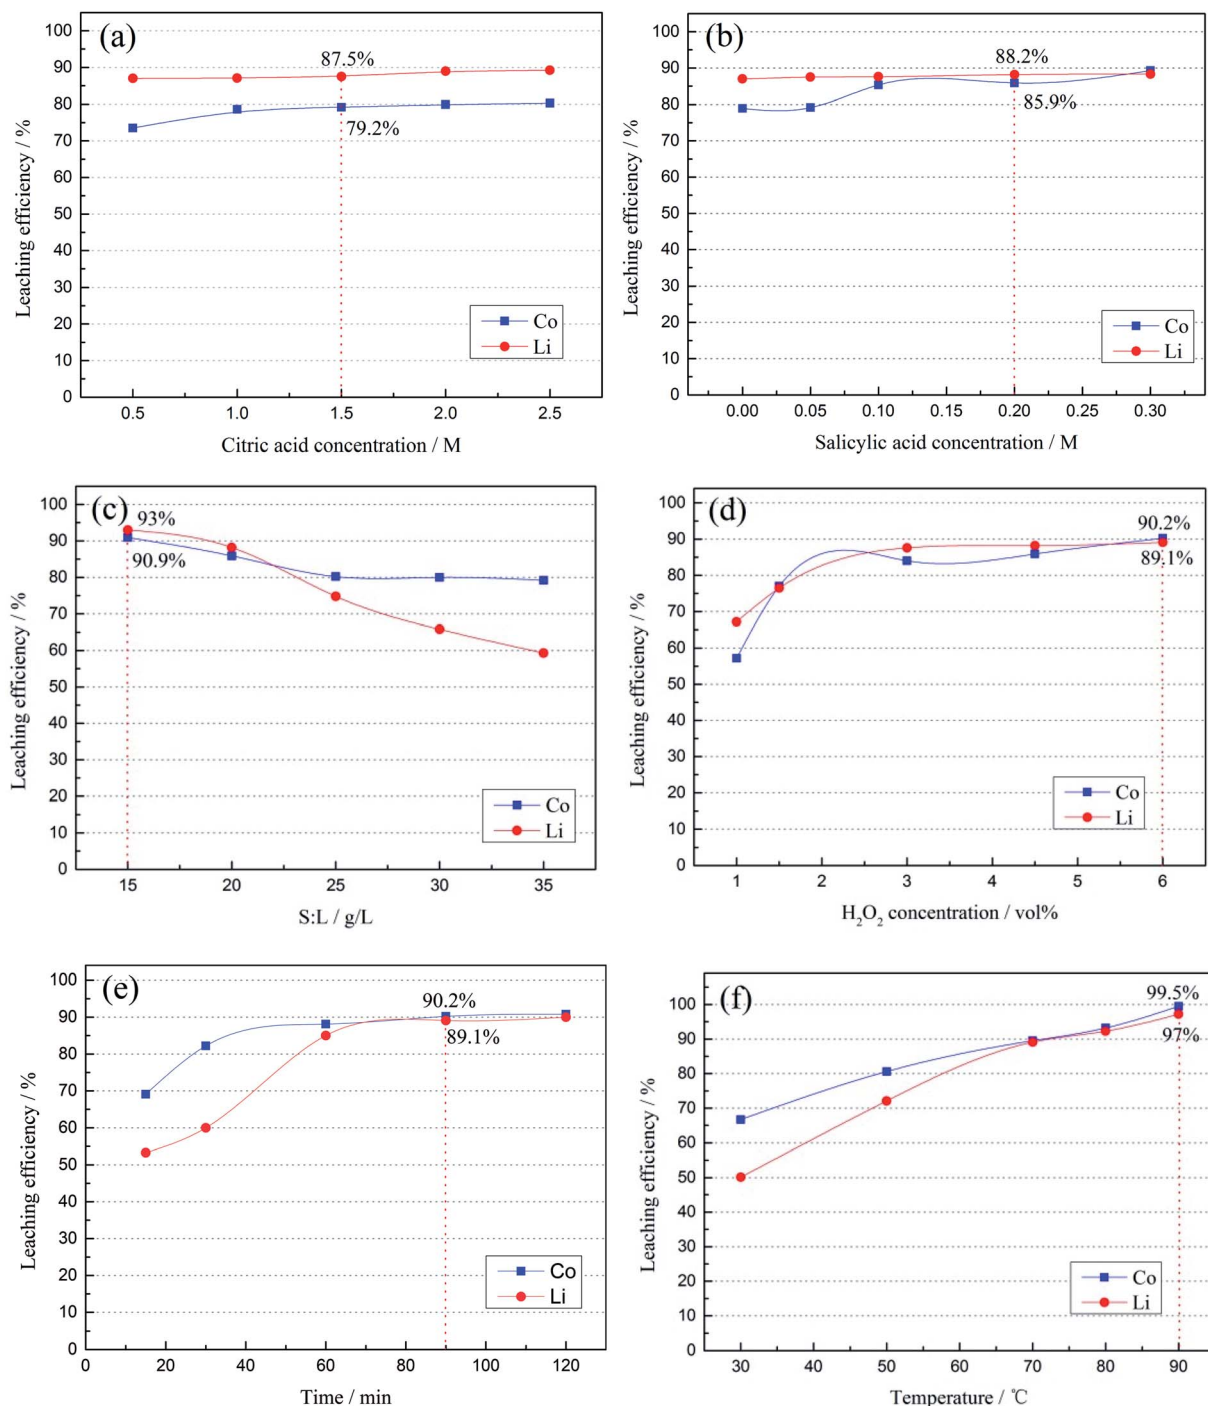 (a)
100
90
80
70
60
50
40
30
20
10
0
Leaching efficiency / %
87.5%
79.2%
Co
Li
0.5 1.0 1.5 2.0 2.5
Citric acid concentration / M
(b)
100
90
80
70
60
50
40
30
20
10
0
Leaching efficiency / %
88.2%
85.9%
Co
Li
0.00 0.05 0.10 0.15 0.20 0.25 0.30
Salicylic acid concentration / M
(c)
100
90
80
70
60
50
40
30
20
10
0
Leaching efficiency / %
93%
90.9%
Co
Li
15 20 25 30 35
S:L / g/L
(d)
100
90
80
70
60
50
40
30
20
10
0
Leaching efficiency / %
90.2%
89.1%
Co
Li
1 2 3 4 5 6
H₂O₂ concentration / vol%
(e)
100
90
80
70
60
50
40
30
20
10
0
Leaching efficiency / %
90.2%
89.1%
Co
Li
0 20 40 60 80 100 120
Time / min
(f)
100
90
80
70
60
50
40
30
20
10
0
Leaching efficiency / %
99.5%
97%
Co
Li
30 40 50 60 70 80 90
Temperature / ℃